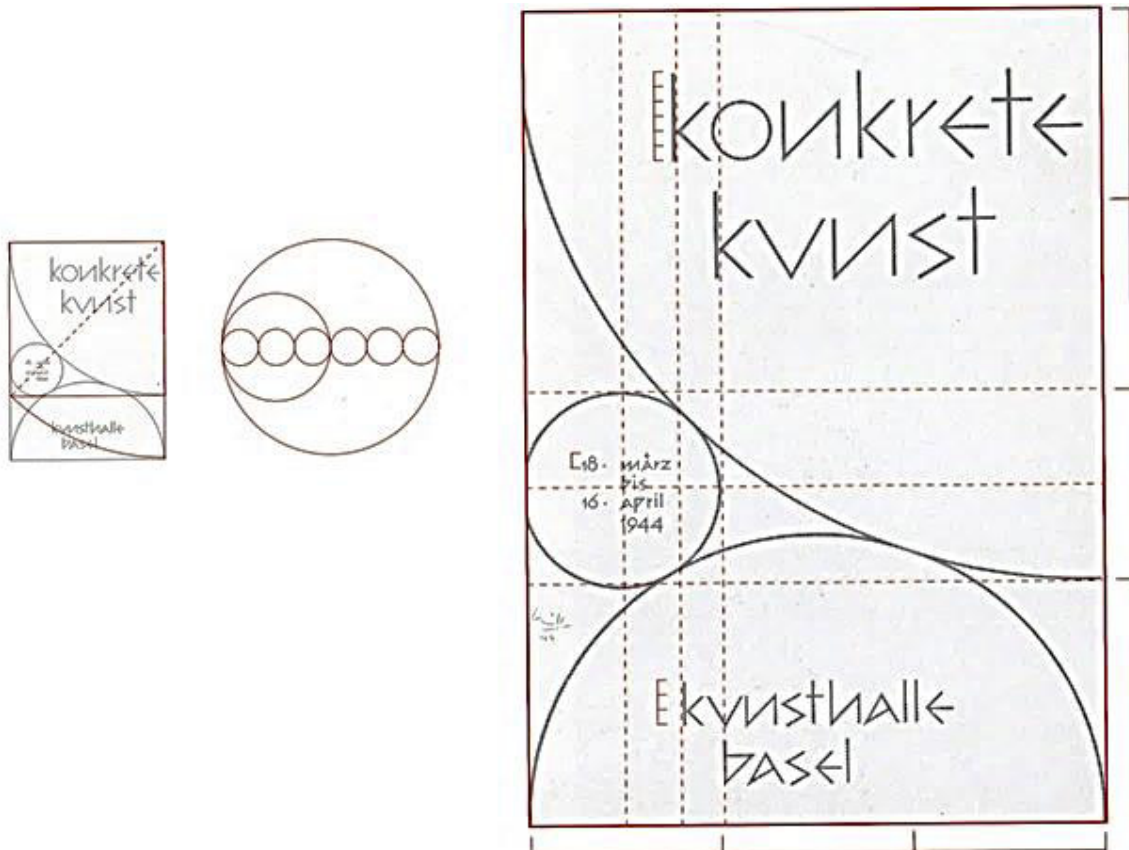 konkrete
kunst
kunsthalle
basel
konkrete
kunst
18. märz
bis
16. april
1944
kunsthalle
basel